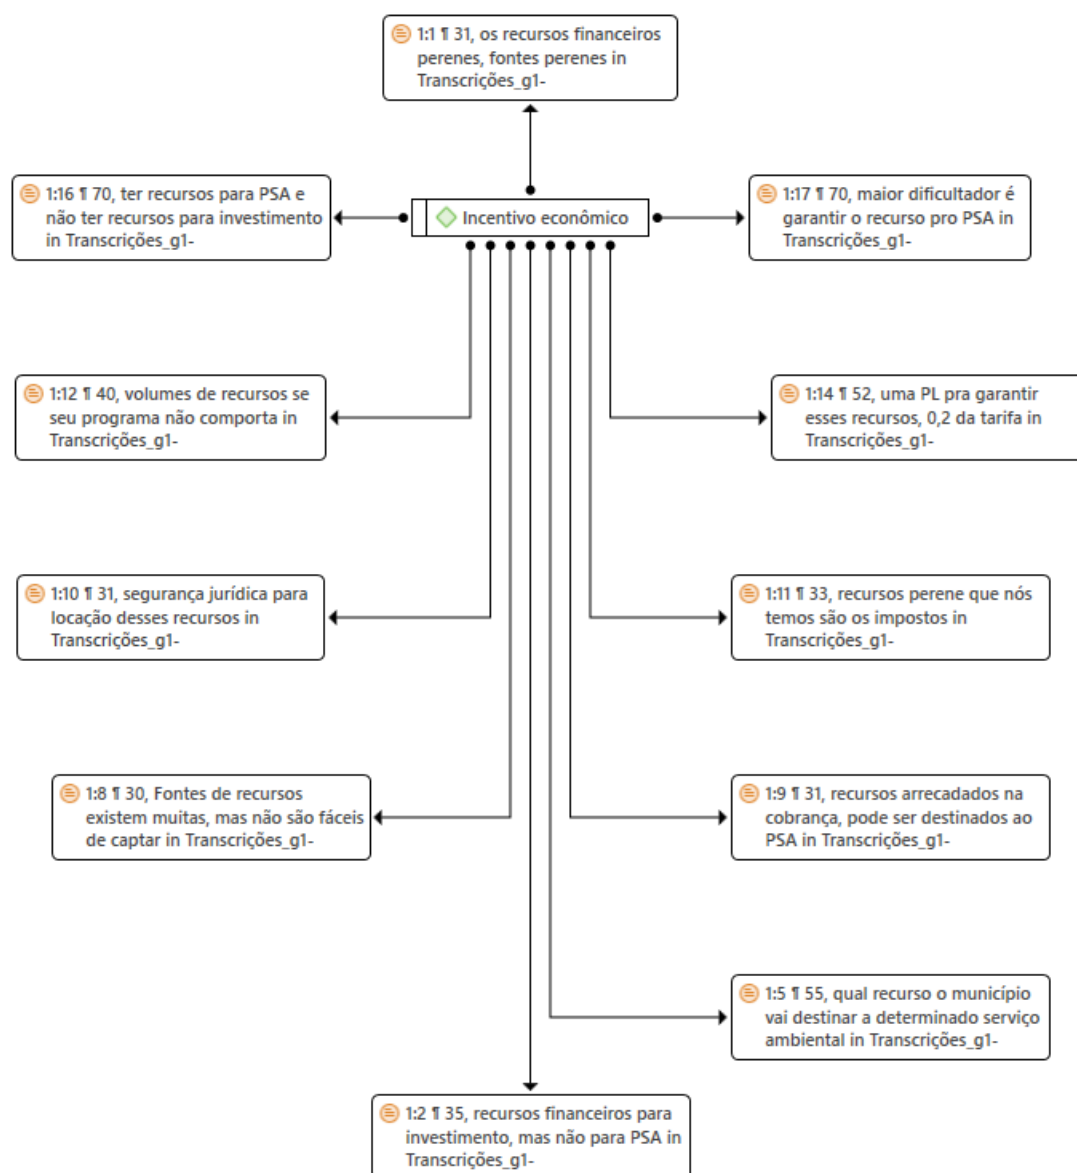 1:1 ¶ 31, os recursos financeiros
perenes, fontes perenes in
Transcrições_g1-
1:16 ¶ 70, ter recursos para PSA e
não ter recursos para investimento
in Transcrições_g1-
Incentivo econômico
1:17 ¶ 70, maior dificultador é
garantir o recurso pro PSA in
Transcrições_g1-
1:12 ¶ 40, volumes de recursos se
seu programa não comporta in
Transcrições_g1-
1:14 ¶ 52, uma PL pra garantir
esses recursos, 0,2 da tarifa in
Transcrições_g1-
1:10 ¶ 31, segurança jurídica para
locação desses recursos in
Transcrições_g1-
1:11 ¶ 33, recursos perene que nós
temos são os impostos in
Transcrições_g1-
1:8 ¶ 30, Fontes de recursos
existem muitas, mas não são fáceis
de captar in Transcrições_g1-
1:9 ¶ 31, recursos arrecadados na
cobrança, pode ser destinados ao
PSA in Transcrições_g1-
1:5 ¶ 55, qual recurso o município
vai destinar a determinado serviço
ambiental in Transcrições_g1-
1:2 ¶ 35, recursos financeiros para
investimento, mas não para PSA in
Transcrições_g1-